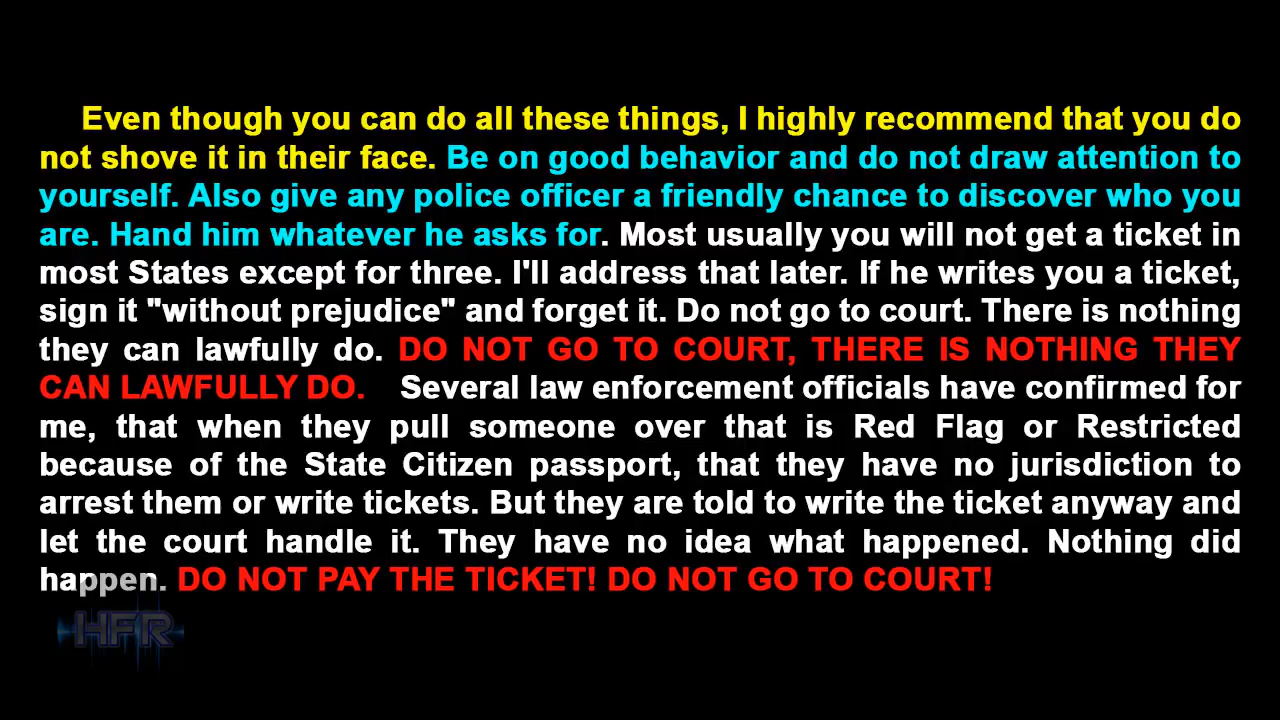 Even though you can do all these things, I highly recommend that you do
not shove it in their face. Be on good behavior and do not draw attention to
yourself. Also give any police officer a friendly chance to discover who you
are. Hand him whatever he asks for. Most usually you will not get a ticket in
most States except for three. I'll address that later. If he writes you a ticket,
sign it "without prejudice" and forget it. Do not go to court. There is nothing
they can lawfully do. DO NOT GO TO COURT, THERE IS NOTHING THEY
CAN LAWFULLY DO. Several law enforcement officials have confirmed for
me, that when they pull someone over that is Red Flag or Restricted
because of the State Citizen passport, that they have no jurisdiction to
arrest them or write tickets. But they are told to write the ticket anyway and
let the court handle it. They have no idea what happened. Nothing did
happen. DO NOT PAY THE TICKET! DO NOT GO TO COURT!
HFR